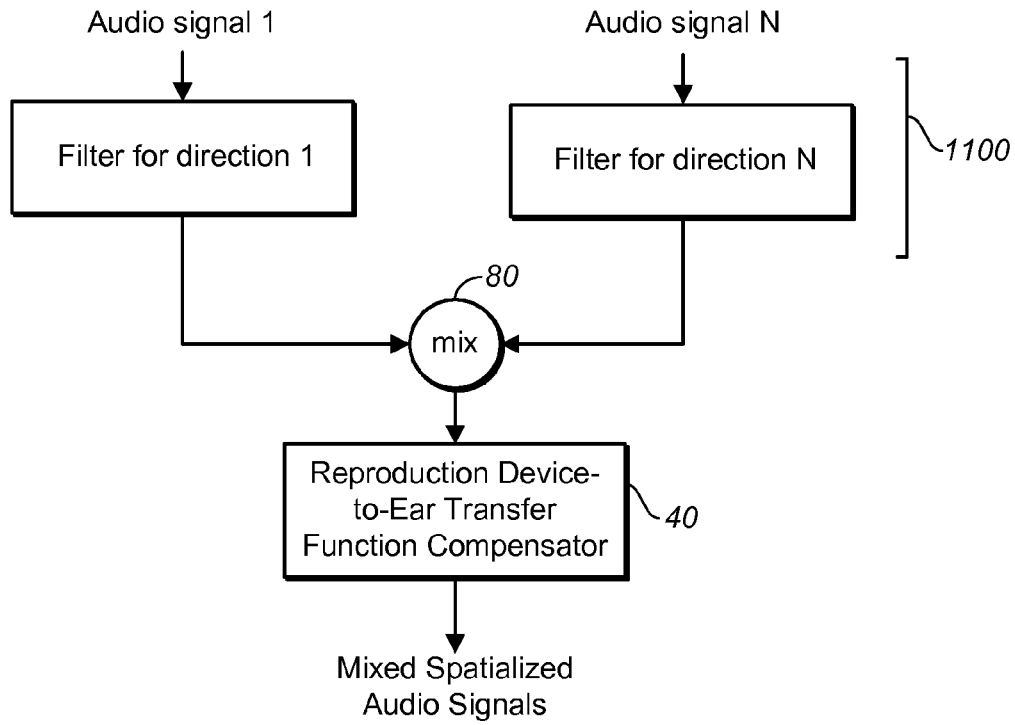 Audio signal 1
Audio signal N
Filter for direction 1
Filter for direction N
1100
80
mix
Reproduction Device-
to-Ear Transfer
Function Compensator
40
Mixed Spatialized
Audio Signals